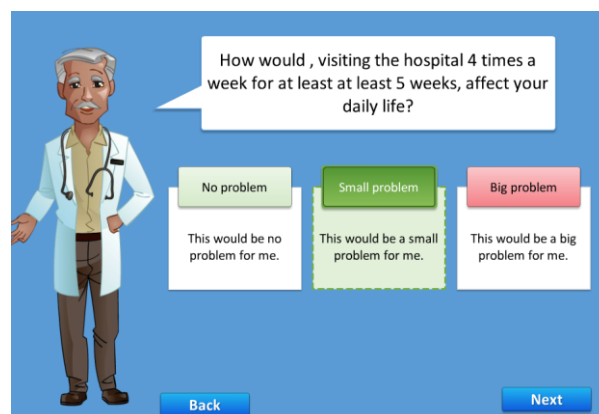 How would , visiting the hospital 4 times a
week for at least at least 5 weeks, affect your
daily life?
No problem
Small problem
Big problem
This would be no
problem for me.
This would be a small
problem for me.
This would be a big
problem for me.
Back
Next